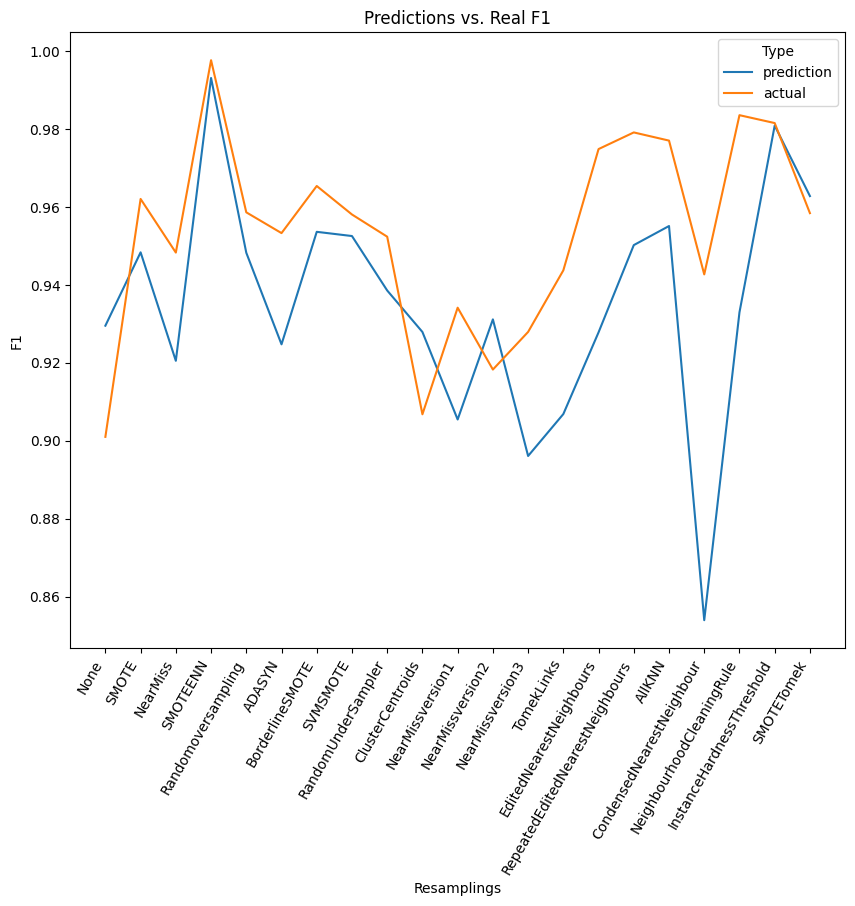 Predictions vs. Real F1
Type
prediction
actual
F1
1.00
0.98
0.96
0.94
0.92
0.90
0.88
0.86
None
SMOTE
NearMiss
SMOTEENN
Randomoversampling
ADASYN
BorderlineSMOTE
SVMSMOTE
RandomUnderSampler
ClusterCentroids
NearMissversion1
NearMissversion2
NearMissversion3
TomekLinks
EditedNearestNeighbours
RepeatedEditedNearestNeighbours
AllKNN
CondensedNearestNeighbour
NeighbourhoodCleaningRule
InstanceHardnessThreshold
SMOTETomek
Resamplings